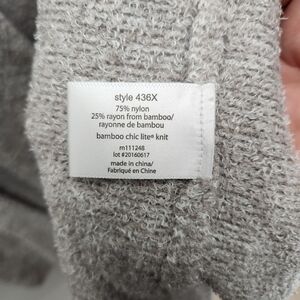 style 436X
75% nylon
25% rayon from bamboo/
rayonne de bambou
bamboo chic lite® knit
m111248
lot #20160617
made in china/
Fabriqué en Chine